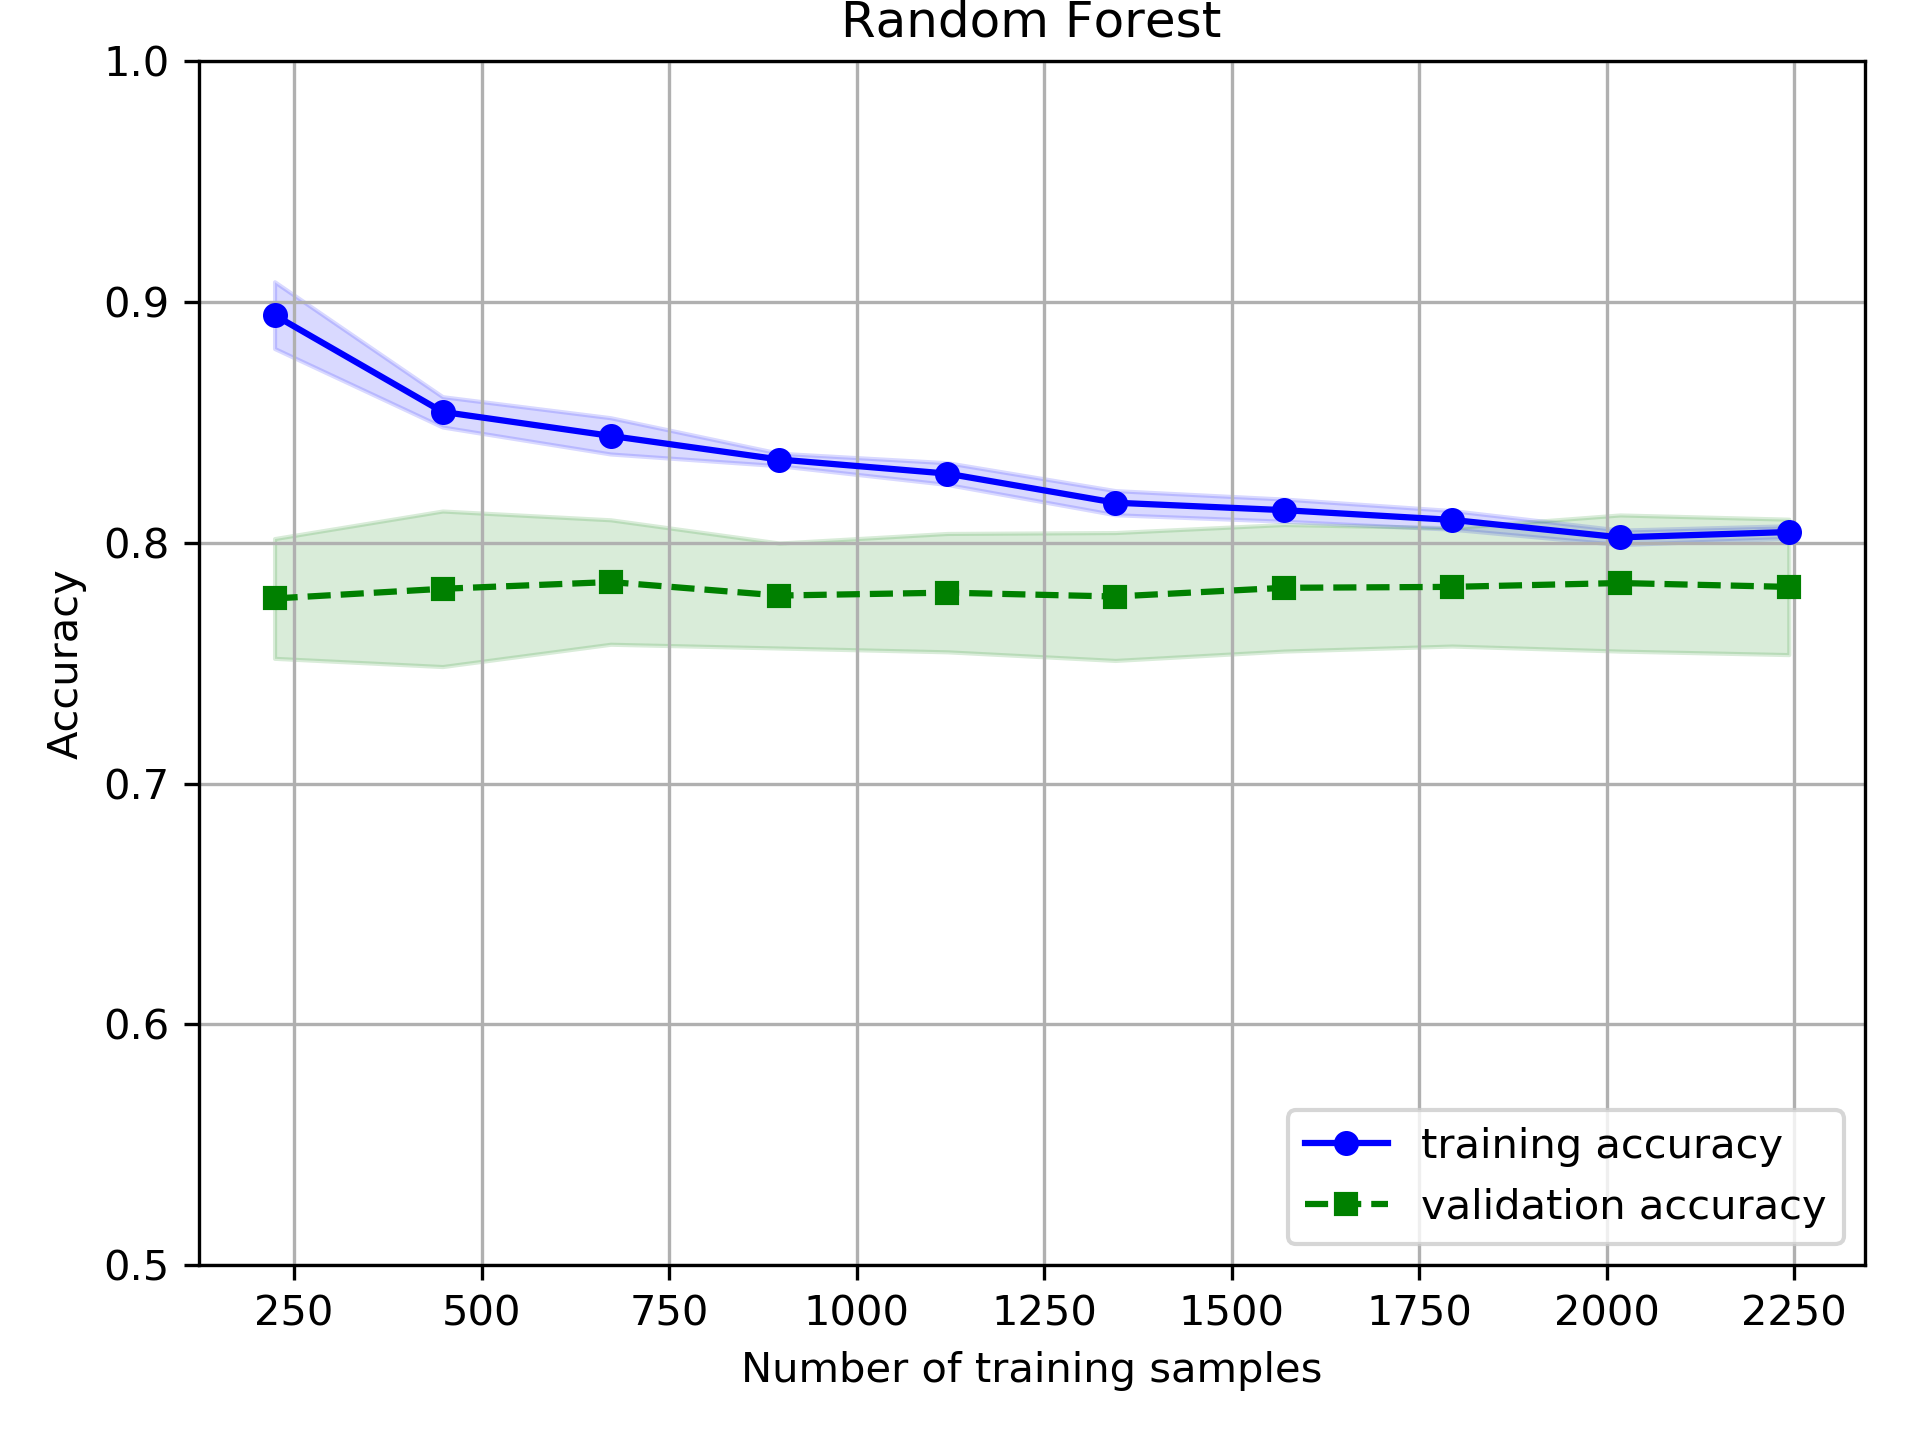 Random Forest
1.0
0.9
0.8
0.7
0.6
0.5
Accuracy
250 500 750 1000 1250 1500 1750 2000 2250
Number of training samples
training accuracy
validation accuracy